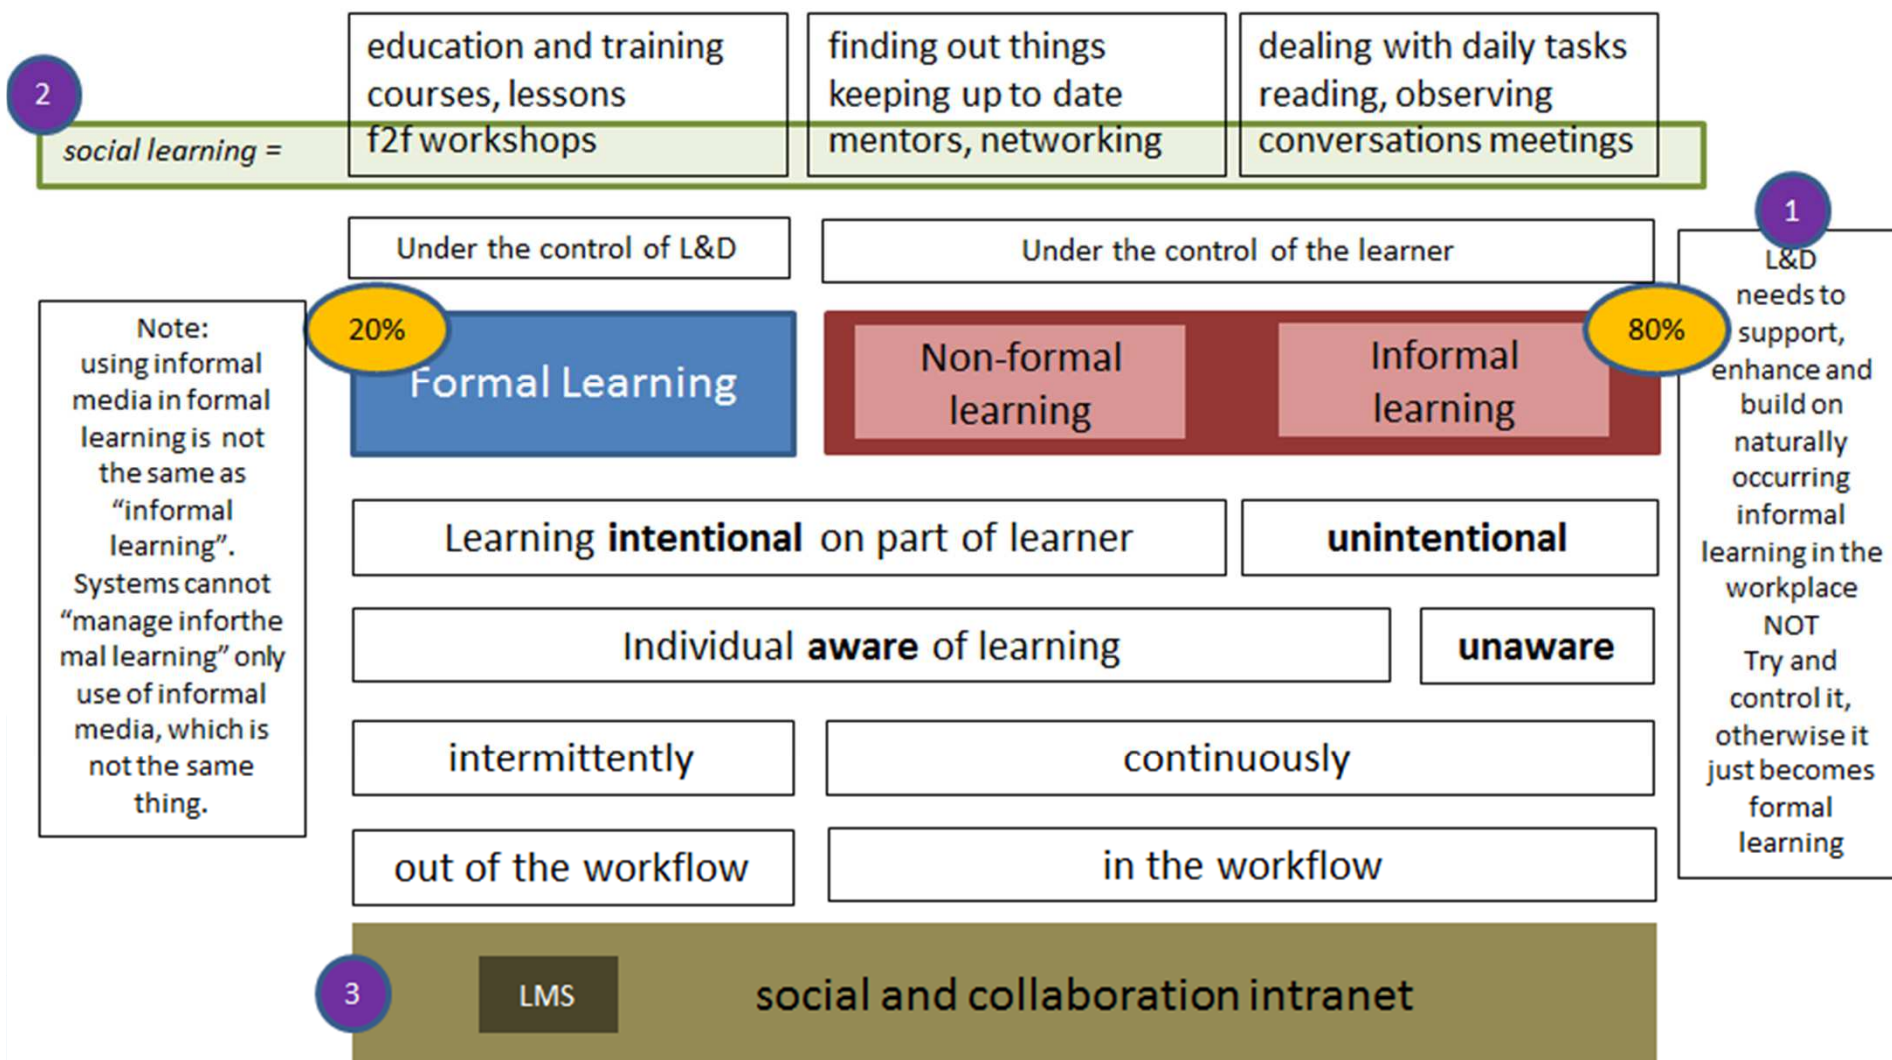 education and training
courses, lessons
f2f workshops
finding out things
keeping up to date
mentors, networking
dealing with daily tasks
reading, observing
conversations meetings
2
social learning =
Under the control of L&D
Under the control of the learner
1
L&D
needs to
support,
enhance and
build on
naturally
occurring
informal
learning in the
workplace
NOT
Try and
control it,
otherwise it
just becomes
formal
learning
Note:
using informal
media in formal
learning is not
the same as
“informal
learning”.
Systems cannot
“manage inforthe
mal learning” only
use of informal
media, which is
not the same
thing.
20%
Formal Learning
Non-formal
learning
Informal
learning
80%
Learning intentional on part of learner
unintentional
Individual aware of learning
unaware
intermittently
continuously
out of the workflow
in the workflow
3
LMS
social and collaboration intranet